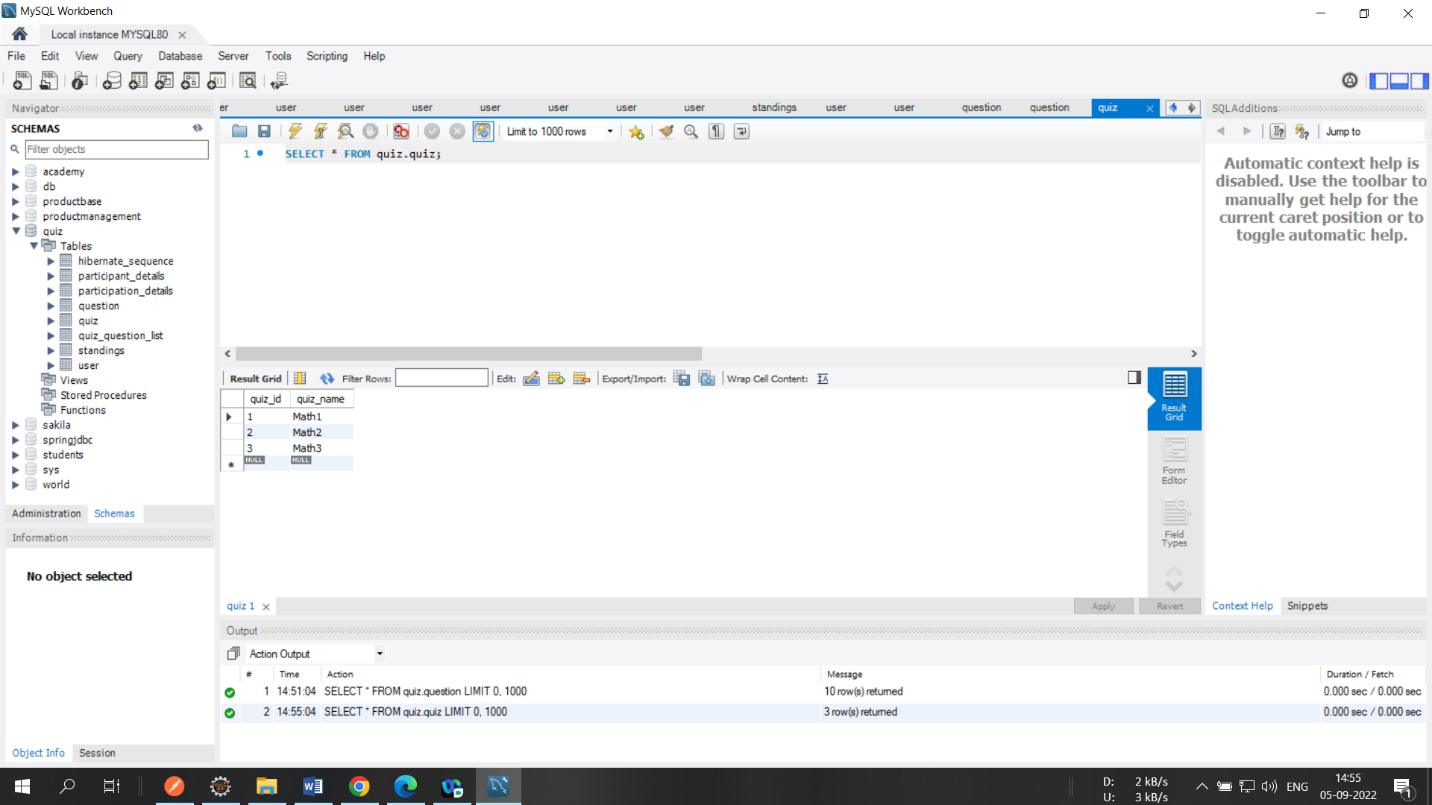 MySQL Workbench
Local instance MYSQL80
File Edit View Query Database Server Tools Scripting Help
Navigator
SCHEMAS
Filter objects
academy
db
productbase
productmanagement
quiz
Tables
hibernate_sequence
participant_details
participation_details
question
quiz
quiz_question_list
standings
user
Views
Stored Procedures
Functions
sakila
springjdbc
students
sys
world
Administration Schemas
Information
No object selected
Object Info Session
er user user user user user user user standings user user question question quiz
Limit to 1000 rows
1 SELECT * FROM quiz.quiz;
Result Grid Filter Rows: Edit: Export/Import: Wrap Cell Content:
quiz_id quiz_name
1 Math1
2 Math2
3 Math3
NULL NULL
Result
Grid
Form
Editor
Field
Types
quiz 1 Apply Revert
SQLAdditions
Jump to
Automatic context help is
disabled. Use the toolbar to
manually get help for the
current caret position or to
toggle automatic help.
Context Help Snippets
Output
Action Output
# Time Action Message Duration / Fetch
1 14:51:04 SELECT * FROM quiz.question LIMIT 0, 1000 10 row(s) returned 0.000 sec / 0.000 sec
2 14:55:04 SELECT * FROM quiz.quiz LIMIT 0, 1000 3 row(s) returned 0.000 sec / 0.000 sec
D: 2 kB/s
U: 3 kB/s
ENG
14:55
05-09-2022
1